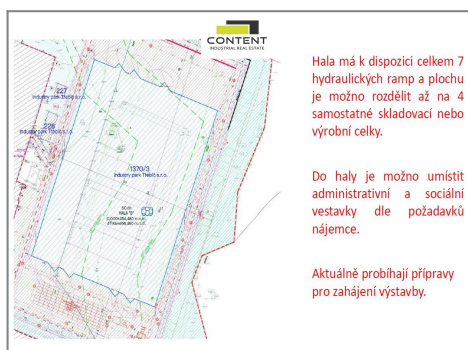 CONTENT
INDUSTRIAL REAL ESTATE
Hala má k dispozici celkem 7
hydraulických ramp a plochu
je možno rozdělit až na 4
samostatné skladovací nebo
výrobní celky.
Do haly je možno umístit
administrativní a sociální
vestavky dle požadavků
nájemce.
Aktuálně probíhají přípravy
pro zahájení výstavby.
227
Industry park Třebíč s.r.o.
226
Industry park Třebíč s.r.o.
1370/3
Industry park Třebíč s.r.o.